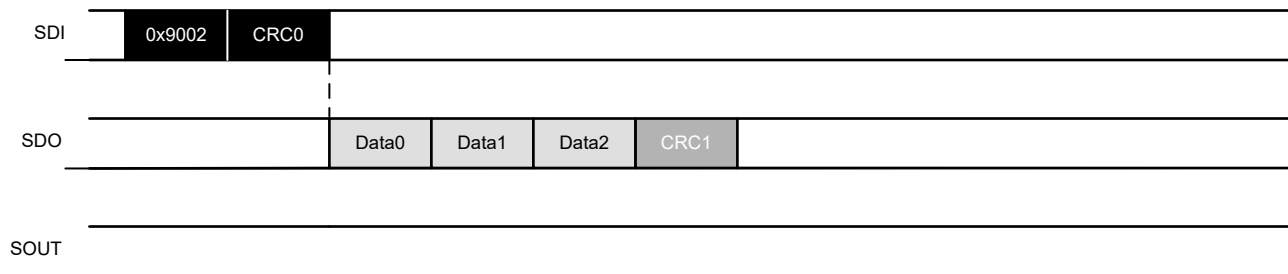 SDI 0x9002 CRC0
SDO Data0 Data1 Data2 CRC1
SOUT